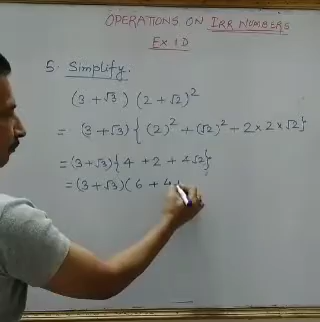 OPERATIONS ON IRR NUMBERS
EX 1D
5. Simplify.
(3 + √3) (2 + √2)²
= (3 + √3) { (2)² + (√2)² + 2 × 2 × √2 }
= (3 + √3) { 4 + 2 + 4√2 }
= (3 + √3) ( 6 + 4